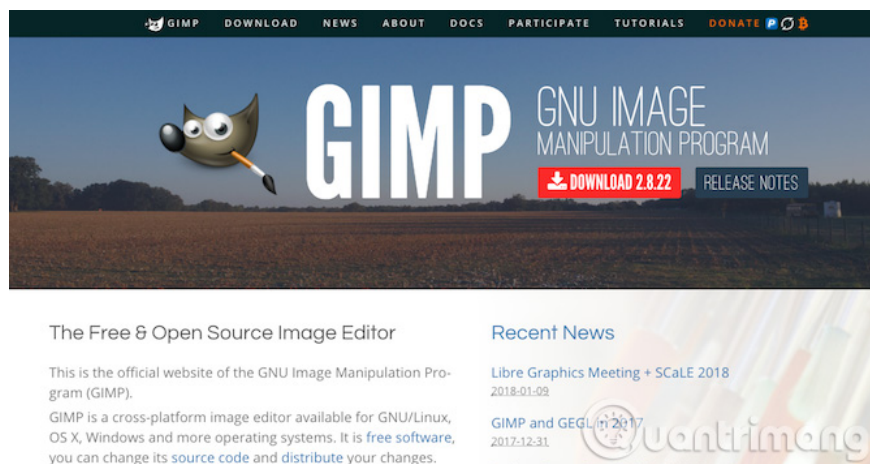 GIMP DOWNLOAD NEWS ABOUT DOCS PARTICIPATE TUTORIALS DONATE
GIMP
GNU IMAGE
MANIPULATION PROGRAM
DOWNLOAD 2.8.22 RELEASE NOTES
The Free & Open Source Image Editor
This is the official website of the GNU Image Manipulation Pro-
gram (GIMP).
GIMP is a cross-platform image editor available for GNU/Linux,
OS X, Windows and more operating systems. It is free software,
you can change its source code and distribute your changes.
Recent News
Libre Graphics Meeting + SCaLE 2018
2018-01-09
GIMP and GEGL in 2017
2017-12-31
Quantrimang